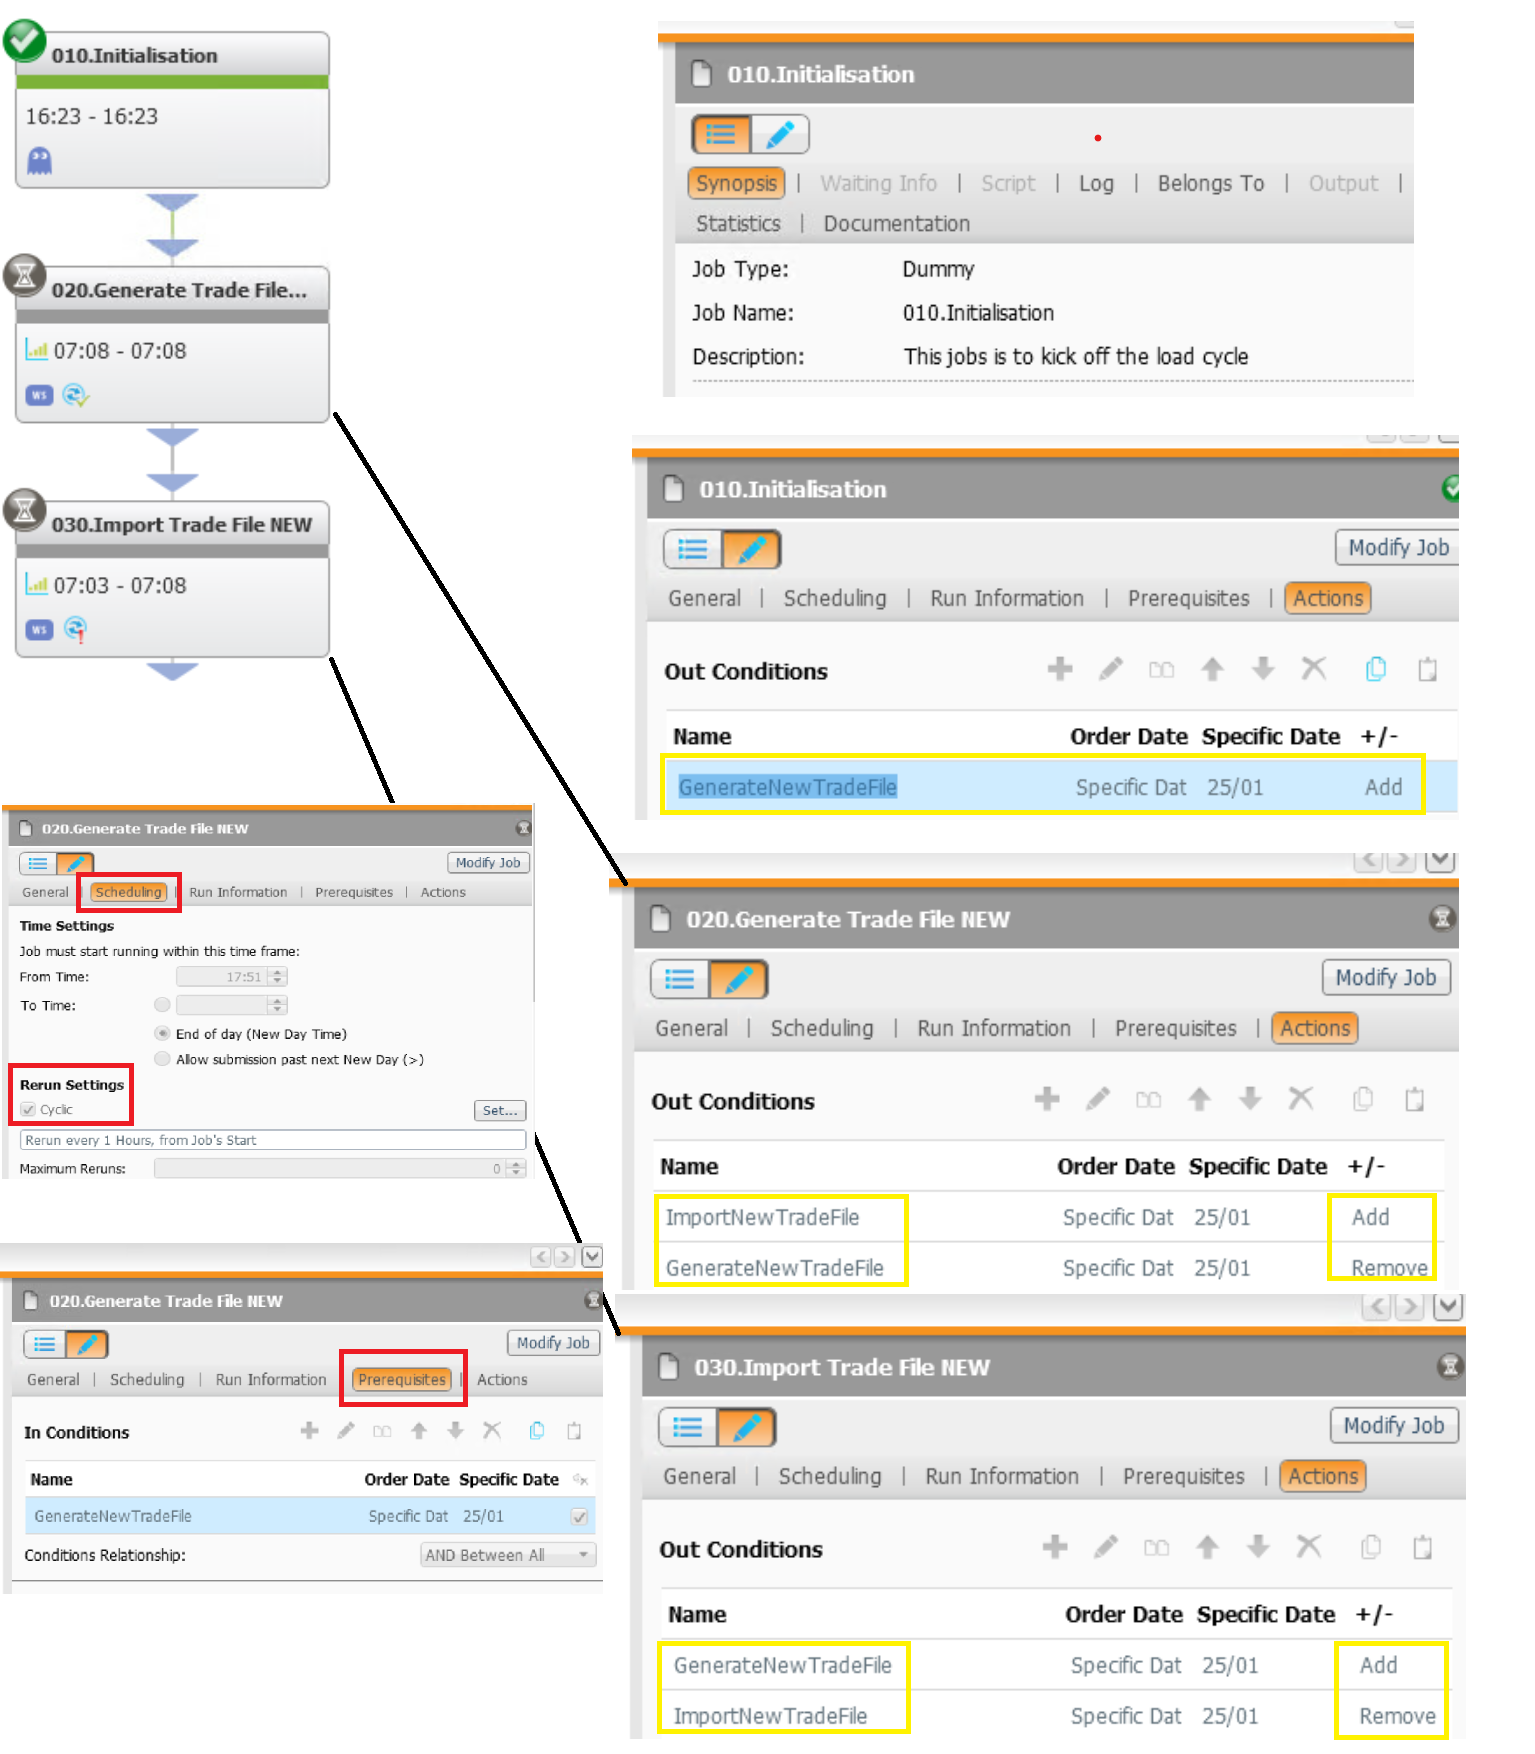 010.Initialisation
16:23 - 16:23
020.Generate Trade File...
07:08 - 07:08
WS
030.Import Trade File NEW
07:03 - 07:08
WS
010.Initialisation
Synopsis | Waiting Info | Script | Log | Belongs To | Output |
Statistics | Documentation
Job Type: Dummy
Job Name: 010.Initialisation
Description: This jobs is to kick off the load cycle
010.Initialisation
Modify Job
General | Scheduling | Run Information | Prerequisites | Actions
Out Conditions
Name Order Date Specific Date +/-
GenerateNewTradeFile Specific Dat 25/01 Add
020.Generate Trade File NEW
Modify Job
General | Scheduling | Run Information | Prerequisites | Actions
Time Settings
Job must start running within this time frame:
From Time: 17:51
To Time:
End of day (New Day Time)
Allow submission past next New Day (>)
Rerun Settings
Cyclic
Set...
Rerun every 1 Hours, from Job's Start
Maximum Reruns: 0
020.Generate Trade File NEW
Modify Job
General | Scheduling | Run Information | Prerequisites | Actions
Out Conditions
Name Order Date Specific Date +/-
ImportNewTradeFile Specific Dat 25/01 Add
GenerateNewTradeFile Specific Dat 25/01 Remove
020.Generate Trade File NEW
Modify Job
General | Scheduling | Run Information | Prerequisites | Actions
In Conditions
Name Order Date Specific Date
GenerateNewTradeFile Specific Dat 25/01
Conditions Relationship: AND Between All
030.Import Trade File NEW
Modify Job
General | Scheduling | Run Information | Prerequisites | Actions
Out Conditions
Name Order Date Specific Date +/-
GenerateNewTradeFile Specific Dat 25/01 Add
ImportNewTradeFile Specific Dat 25/01 Remove